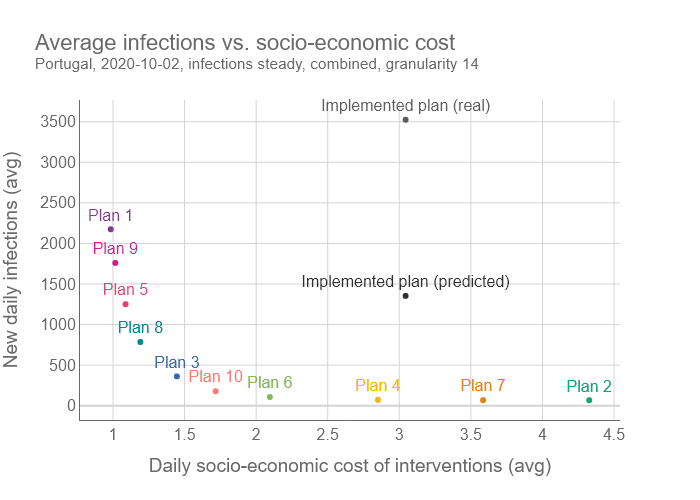 Average infections vs. socio-economic cost
Portugal, 2020-10-02, infections steady, combined, granularity 14
Implemented plan (real)
3500
3000
2500
Plan 1
2000
Plan 9
1500
Implemented plan (predicted)
Plan 5
1000
Plan 8
500
Plan 3
Plan 10
Plan 6
Plan 4
Plan 7
Plan 2
0
1
1.5
2
2.5
3
3.5
4
4.5
New daily infections (avg)
Daily socio-economic cost of interventions (avg)